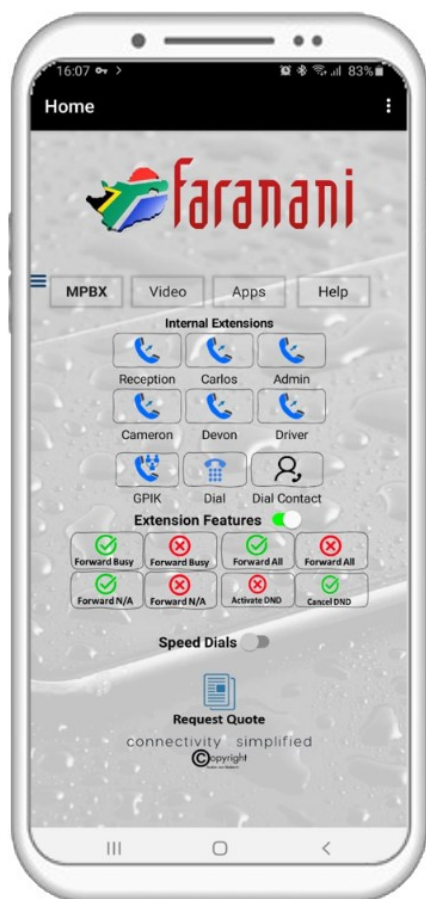 16:07 83%
Home
faranani
MPBX Video Apps Help
Internal Extensions
Reception Carlos Admin
Cameron Devon Driver
GPIK Dial Dial Contact
Extension Features
Forward Busy Forward Busy Forward All Forward All
Forward N/A Forward N/A Activate DND Cancel DND
Speed Dials
Request Quote
connectivity simplified
Copyright